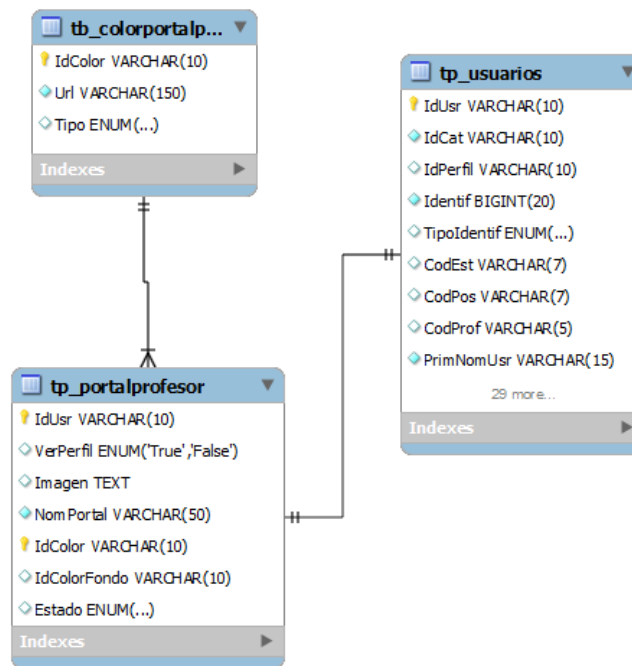 tb_colorportalp...
IdColor VARCHAR(10)
Url VARCHAR(150)
Tipo ENUM(...)
Indexes
tp_usuarios
IdUsr VARCHAR(10)
IdCat VARCHAR(10)
IdPerfil VARCHAR(10)
Identif BIGINT(20)
TipoIdentif ENUM(...)
CodEst VARCHAR(7)
CodPos VARCHAR(7)
CodProf VARCHAR(5)
PrimNomUsr VARCHAR(15)
29 more...
Indexes
tp_portalprofesor
IdUsr VARCHAR(10)
VerPerfil ENUM('True','False')
Imagen TEXT
NomPortal VARCHAR(50)
IdColor VARCHAR(10)
IdColorFondo VARCHAR(10)
Estado ENUM(...)
Indexes